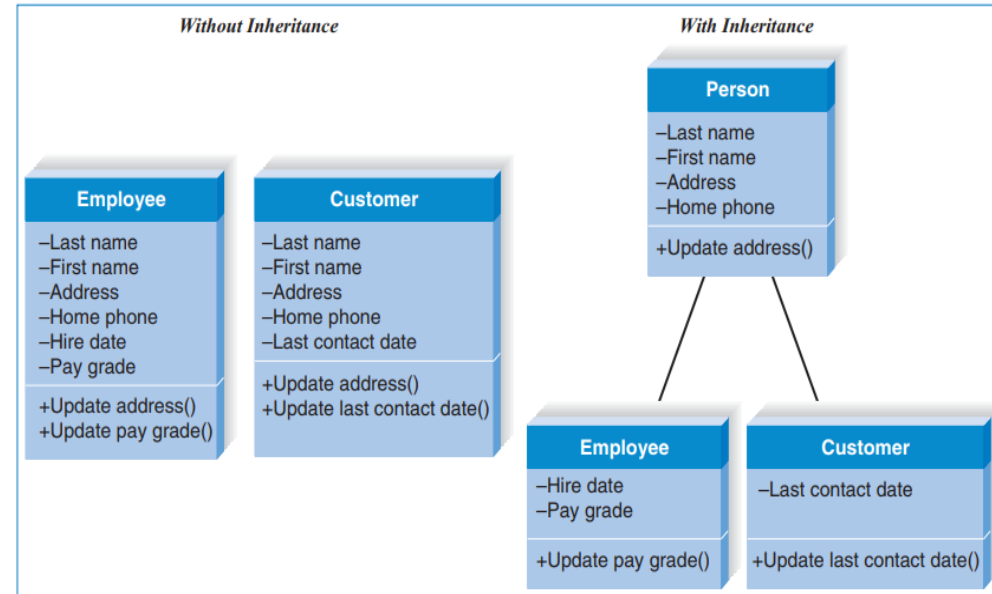 Without Inheritance
With Inheritance
Employee
–Last name
–First name
–Address
–Home phone
–Hire date
–Pay grade
+Update address()
+Update pay grade()
Customer
–Last name
–First name
–Address
–Home phone
–Last contact date
+Update address()
+Update last contact date()
Person
–Last name
–First name
–Address
–Home phone
+Update address()
Employee
–Hire date
–Pay grade
+Update pay grade()
Customer
–Last contact date
+Update last contact date()